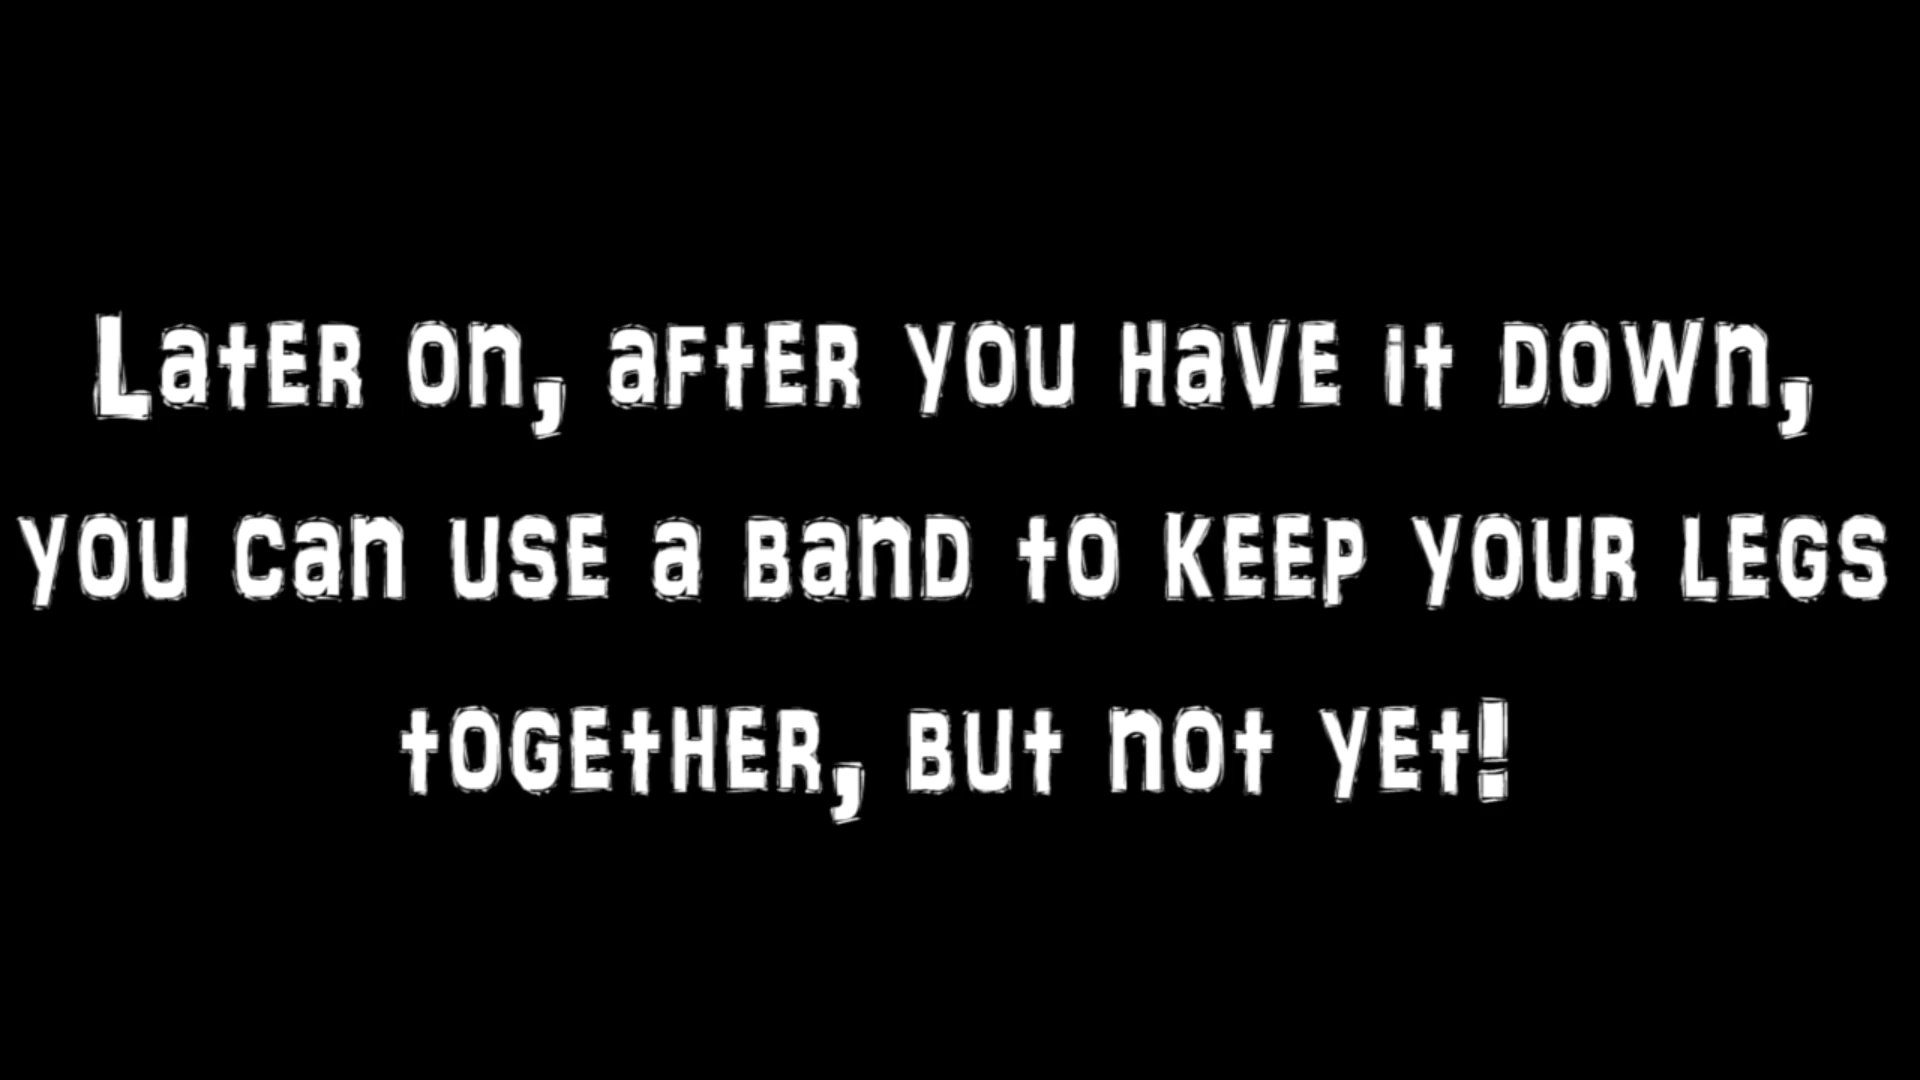 Later on, after you have it down,
you can use a band to keep your legs
together, but not yet!